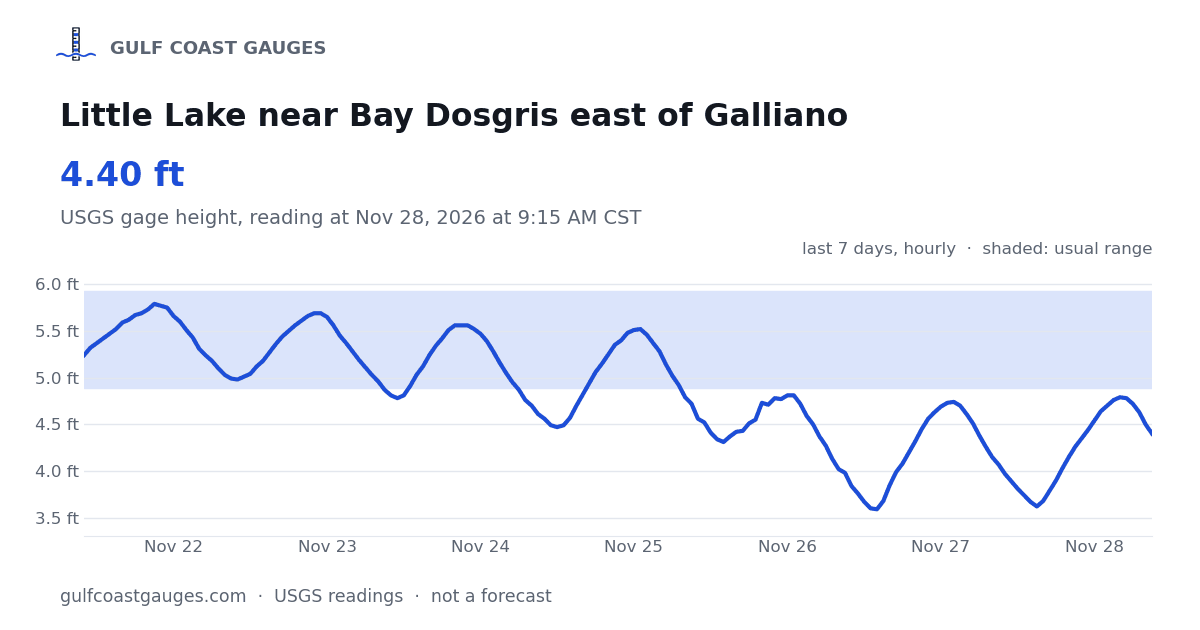 GULF COAST GAUGES
Little Lake near Bay Dosgris east of Galliano
4.40 ft
USGS gage height, reading at Nov 28, 2026 at 9:15 AM CST
last 7 days, hourly · shaded: usual range
6.0 ft
5.5 ft
5.0 ft
4.5 ft
4.0 ft
3.5 ft
Nov 22 Nov 23 Nov 24 Nov 25 Nov 26 Nov 27 Nov 28
gulfcoastgauges.com · USGS readings · not a forecast